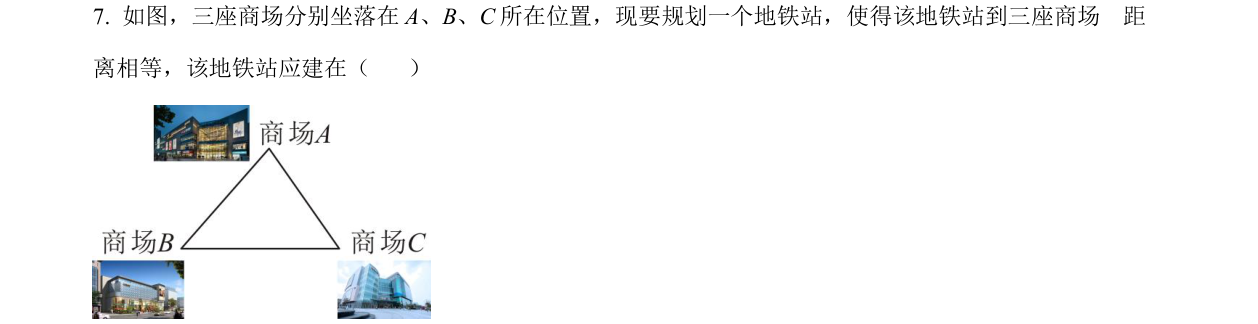 7. 如图，三座商场分别坐落在 A、B、C 所在位置，现要规划一个地铁站，使得该地铁站到三座商场 距
离相等，该地铁站应建在（ ）
商场A
商场B
商场C